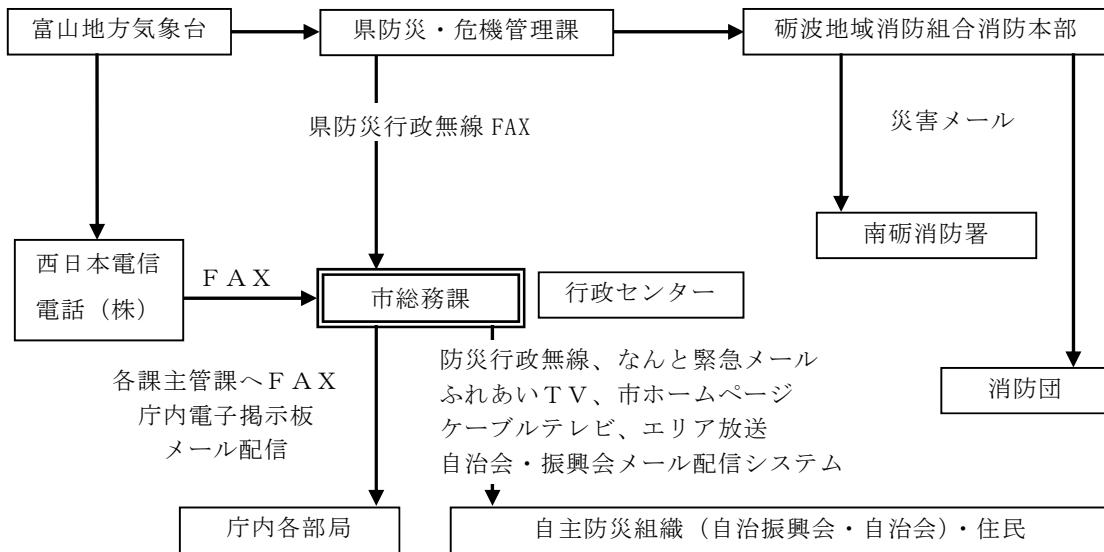 富山地方気象台
県防災・危機管理課
砺波地域消防組合消防本部
県防災行政無線 FAX
災害メール
南砺消防署
西日本電信
電話（株）
ＦＡＸ
市総務課
行政センター
消防団
各課主管課へＦＡＸ
庁内電子掲示板
メール配信
防災行政無線、なんと緊急メール
ふれあいＴＶ、市ホームページ
ケーブルテレビ、エリア放送
自治会・振興会メール配信システム
庁内各部局
自主防災組織（自治振興会・自治会）・住民